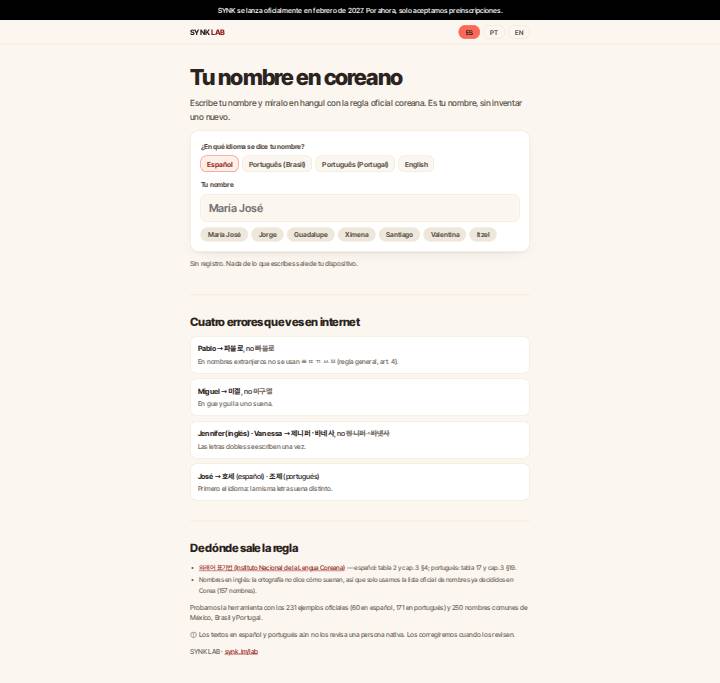 SYNK se lanza oficialmente en febrero de 2027. Por ahora, solo aceptamos preinscripciones.
SYNK LAB
ES PT EN
Tu nombre en coreano
Escribe tu nombre y míralo en hangul con la regla oficial coreana. Es tu nombre, sin inventar
uno nuevo.
¿En qué idioma se dice tu nombre?
Español Português (Brasil) Português (Portugal) English
Tu nombre
María José
María José Jorge Guadalupe Ximena Santiago Valentina Itzel
Sin registro. Nada de lo que escribes sale de tu dispositivo.
Cuatro errores que ves en internet
Pablo → 파블로, no 빠블로
En nombres extranjeros no se usan ㅃ ㄸ ㄲ ㅆ ㅉ (regla general, art. 4).
Miguel → 미겔, no 미구엘
En gue y gui la u no suena.
Jennifer (inglés) · Vanessa → 제니퍼 · 바네사, no 젠니퍼 · 바넷사
Las letras dobles se escriben una vez.
José → 호세 (español) · 조제 (portugués)
Primero el idioma: la misma letra suena distinto.
De dónde sale la regla
• 외래어 표기법 (Instituto Nacional de la Lengua Coreana) — español: tabla 2 y cap. 3 §4; portugués: tabla 17 y cap. 3 §19.
• Nombres en inglés: la ortografía no dice cómo suenan, así que solo usamos la lista oficial de nombres ya decididos en
Corea (157 nombres).
Probamos la herramienta con los 231 ejemplos oficiales (60 en español, 171 en portugués) y 250 nombres comunes de
México, Brasil y Portugal.
ⓘ Los textos en español y portugués aún no los revisa una persona nativa. Los corregiremos cuando los revisen.
SYNK LAB · synk.im/lab